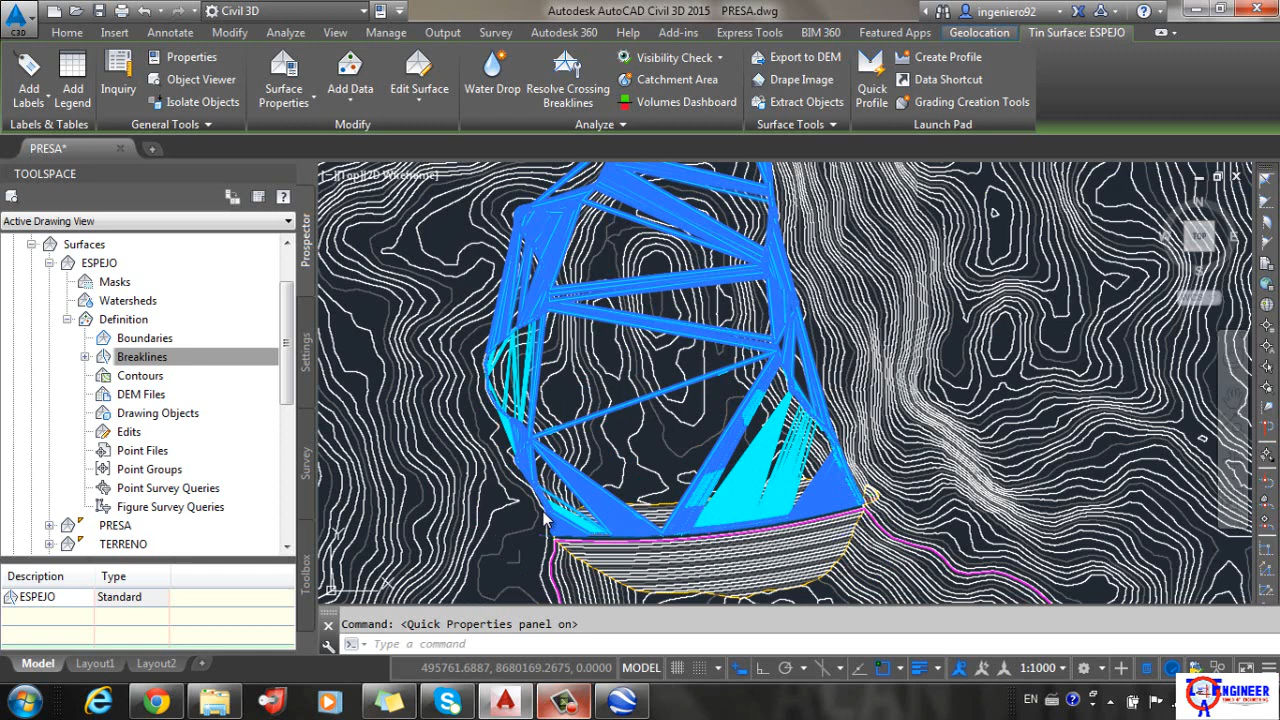 C3D
Civil 3D
Autodesk AutoCAD Civil 3D 2015 PRESA.dwg
ingeniero92
Home Insert Annotate Modify Analyze View Manage Output Survey Autodesk 360 Help Add-ins Express Tools BIM 360 Featured Apps Geolocation Tin Surface: ESPEJO
Add Labels
Add Legend
Labels & Tables
Inquiry
Properties
Object Viewer
Isolate Objects
General Tools
Surface Properties
Add Data
Edit Surface
Modify
Water Drop
Resolve Crossing Breaklines
Visibility Check
Catchment Area
Volumes Dashboard
Analyze
Export to DEM
Drape Image
Extract Objects
Surface Tools
Quick Profile
Create Profile
Data Shortcut
Grading Creation Tools
Launch Pad
PRESA*
TOOLSPACE
Active Drawing View
Surfaces
ESPEJO
Masks
Watersheds
Definition
Boundaries
Breaklines
Contours
DEM Files
Drawing Objects
Edits
Point Files
Point Groups
Point Survey Queries
Figure Survey Queries
PRESA
TERRENO
Description Type
ESPEJO Standard
Prospector
Settings
Survey
Toolbox
[−][Top][2D Wireframe]
N
TOP
S
Command: <Quick Properties panel on>
Type a command
Model Layout1 Layout2
495761.6887, 8680169.2675, 0.0000 MODEL
1:1000
EN
ENGINEER